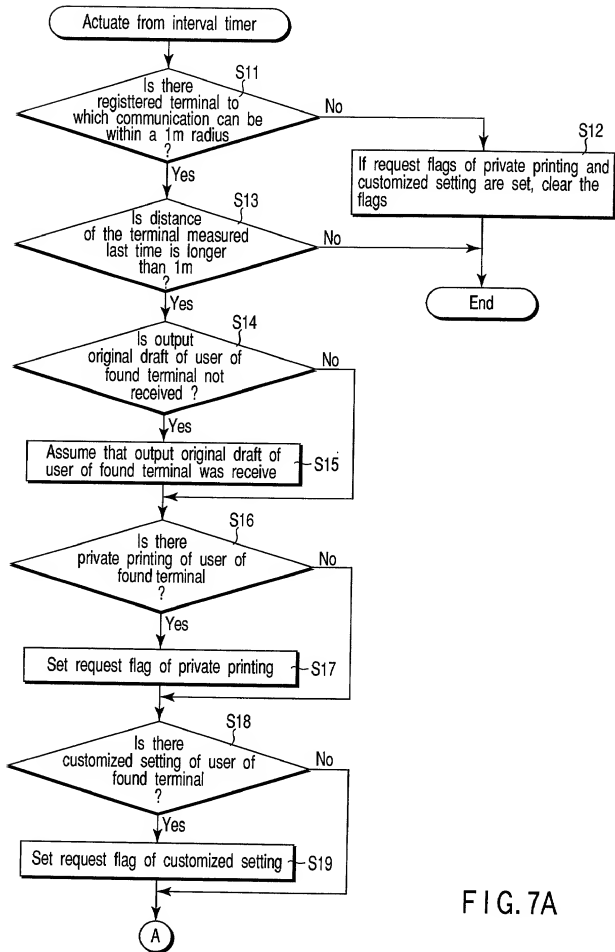 Actuate from interval timer
S11
Is there
registtered terminal to
which communication can be
within a 1m radius
?
No
Yes
S12
If request flags of private printing and
customized setting are set, clear the
flags
S13
Is distance
of the terminal measured
last time is longer
than 1m
?
No
Yes
End
S14
Is output
original draft of user of
found terminal not
received ?
No
Yes
Assume that output original draft of
user of found terminal was receive
S15
S16
Is there
private printing of user of
found terminal
?
No
Yes
Set request flag of private printing
S17
S18
Is there
customized setting of user of
found terminal
?
No
Yes
Set request flag of customized setting
S19
A
FIG. 7A